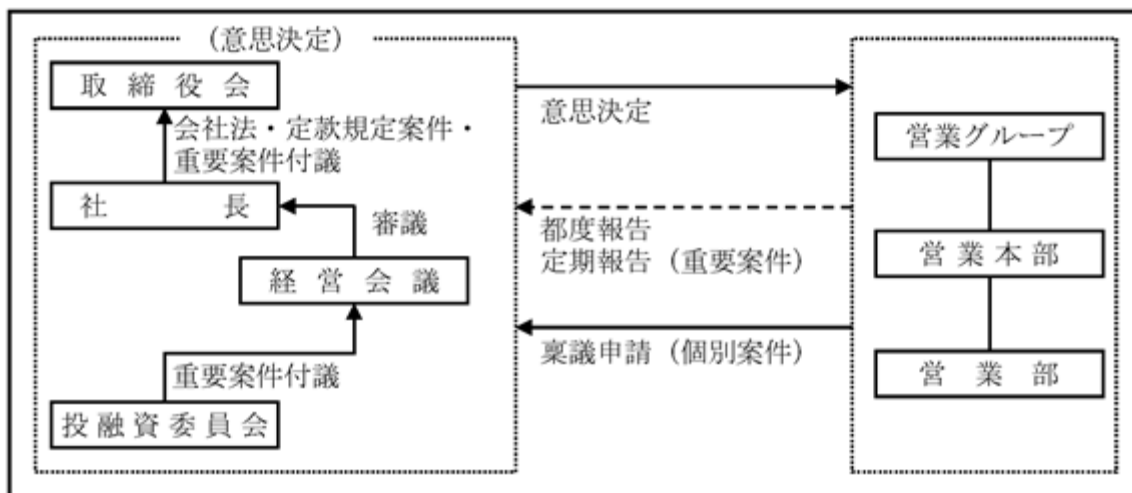 (意思決定)
取締役会
会社法・定款規定案件・
重要案件付議
社長
審議
経営会議
重要案件付議
投融資委員会
意思決定
都度報告
定期報告(重要案件)
稟議申請(個別案件)
営業グループ
営業本部
営業部